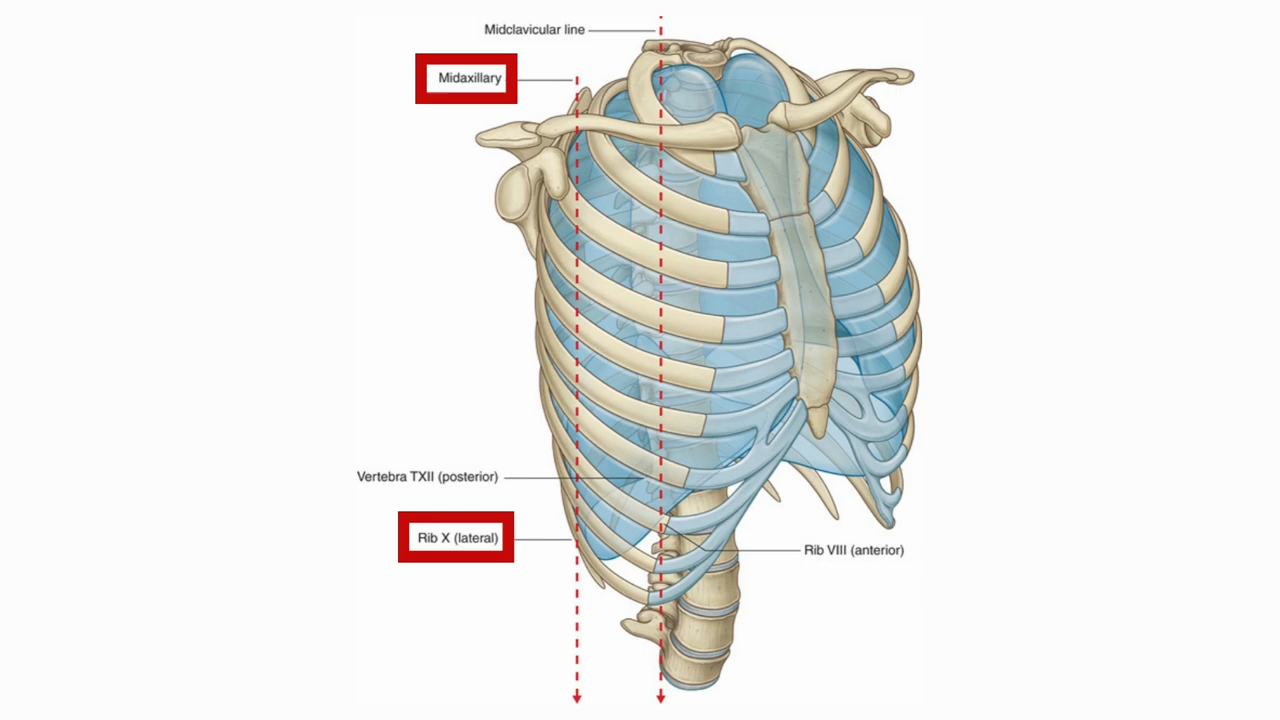 Midclavicular line
Midaxillary
Vertebra TXII (posterior)
Rib X (lateral)
Rib VIII (anterior)